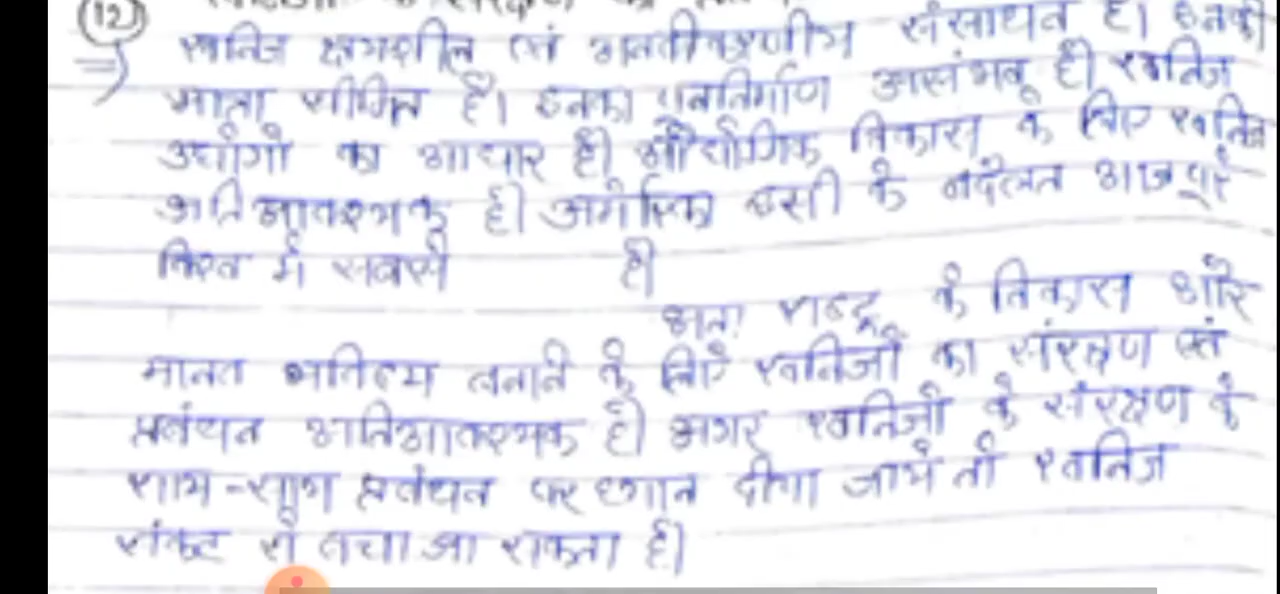 (12)
=> खनिज क्षयशील एवं अनवीकरणीय संसाधन है। इनकी
मात्रा सीमित है। इनका पुनर्निर्माण असंभव है। खनिज
उद्योगों का आधार है। औद्योगिक विकास के लिए खनिज
अतिआवश्यक है। अमेरिका इसी के बदौलत आज पूरे
विश्व में सबसे है।
अतः राष्ट्र के विकास और
मानव भविष्य बनाने के लिए खनिजों का संरक्षण एवं
प्रबंधन अतिआवश्यक है। अगर खनिजों के संरक्षण के
साथ-साथ प्रबंधन पर ध्यान दीया जाये तो खनिज
संकट से बचा जा सकता है।